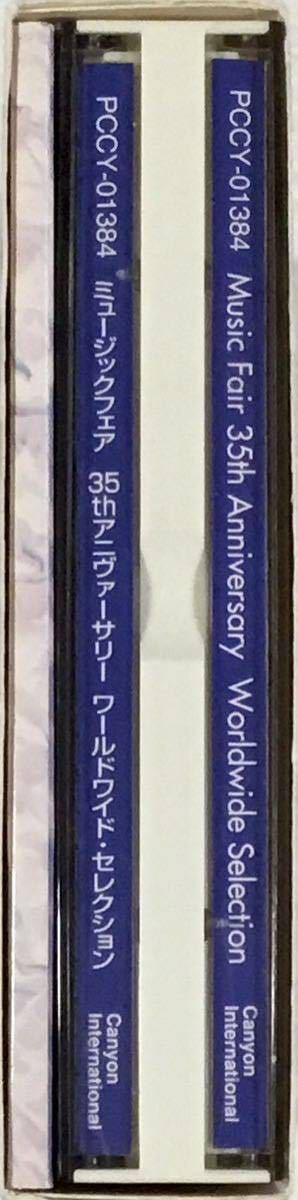 PCCY-01384 ミュージックフェア 35thアニヴァーサリー ワールドワイド・セレクション
Canyon
International
PCCY-01384 Music Fair 35th Anniversary Worldwide Selection
Canyon
International